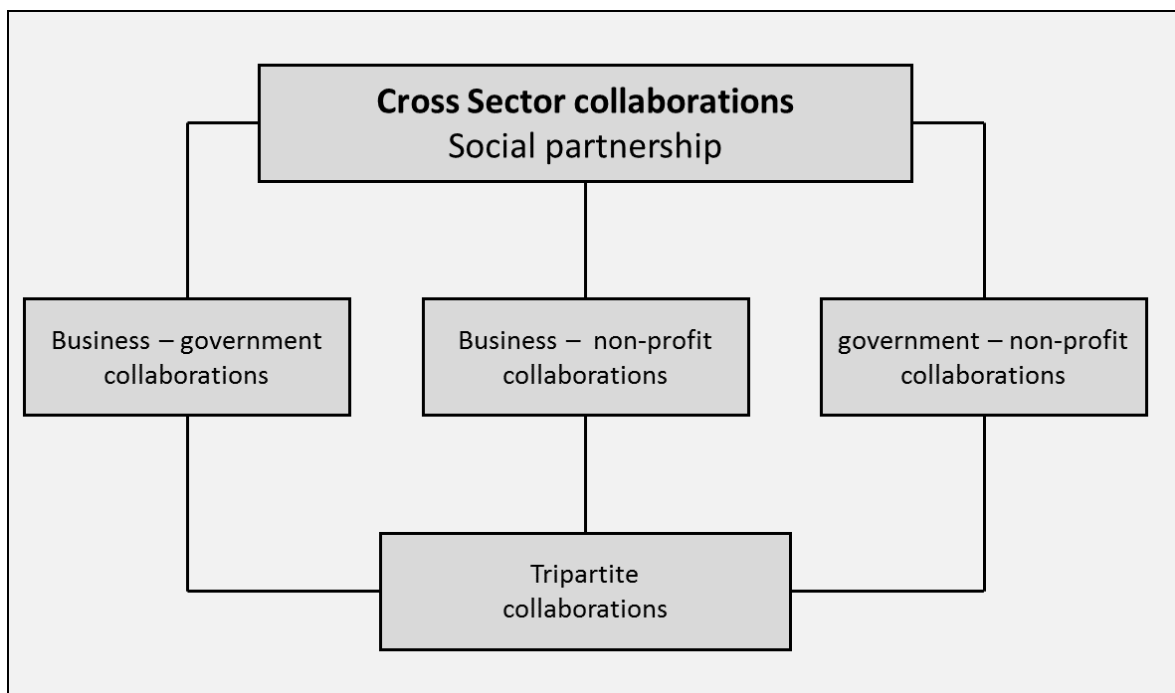 Cross Sector collaborations
Social partnership
Business – government
collaborations
Business – non-profit
collaborations
government – non-profit
collaborations
Tripartite
collaborations